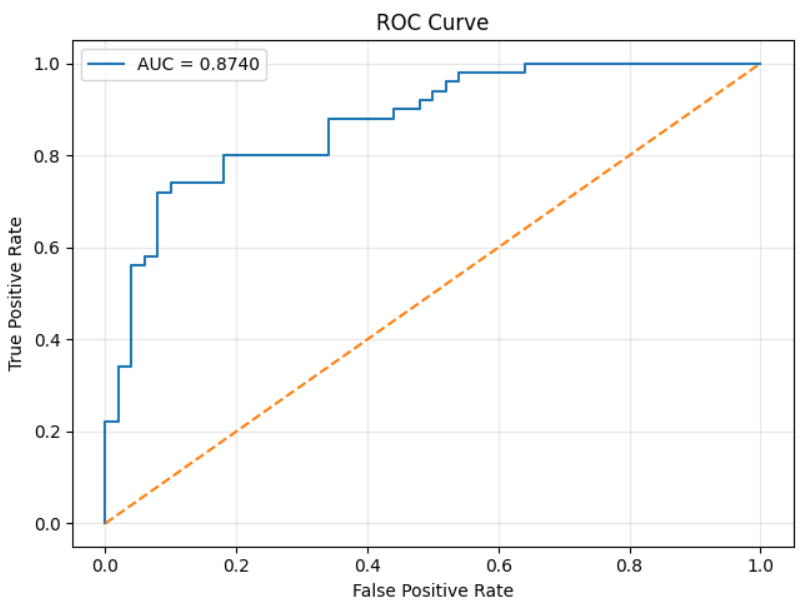 ROC Curve
AUC = 0.8740
True Positive Rate
1.0
0.8
0.6
0.4
0.2
0.0
0.0 0.2 0.4 0.6 0.8 1.0
False Positive Rate